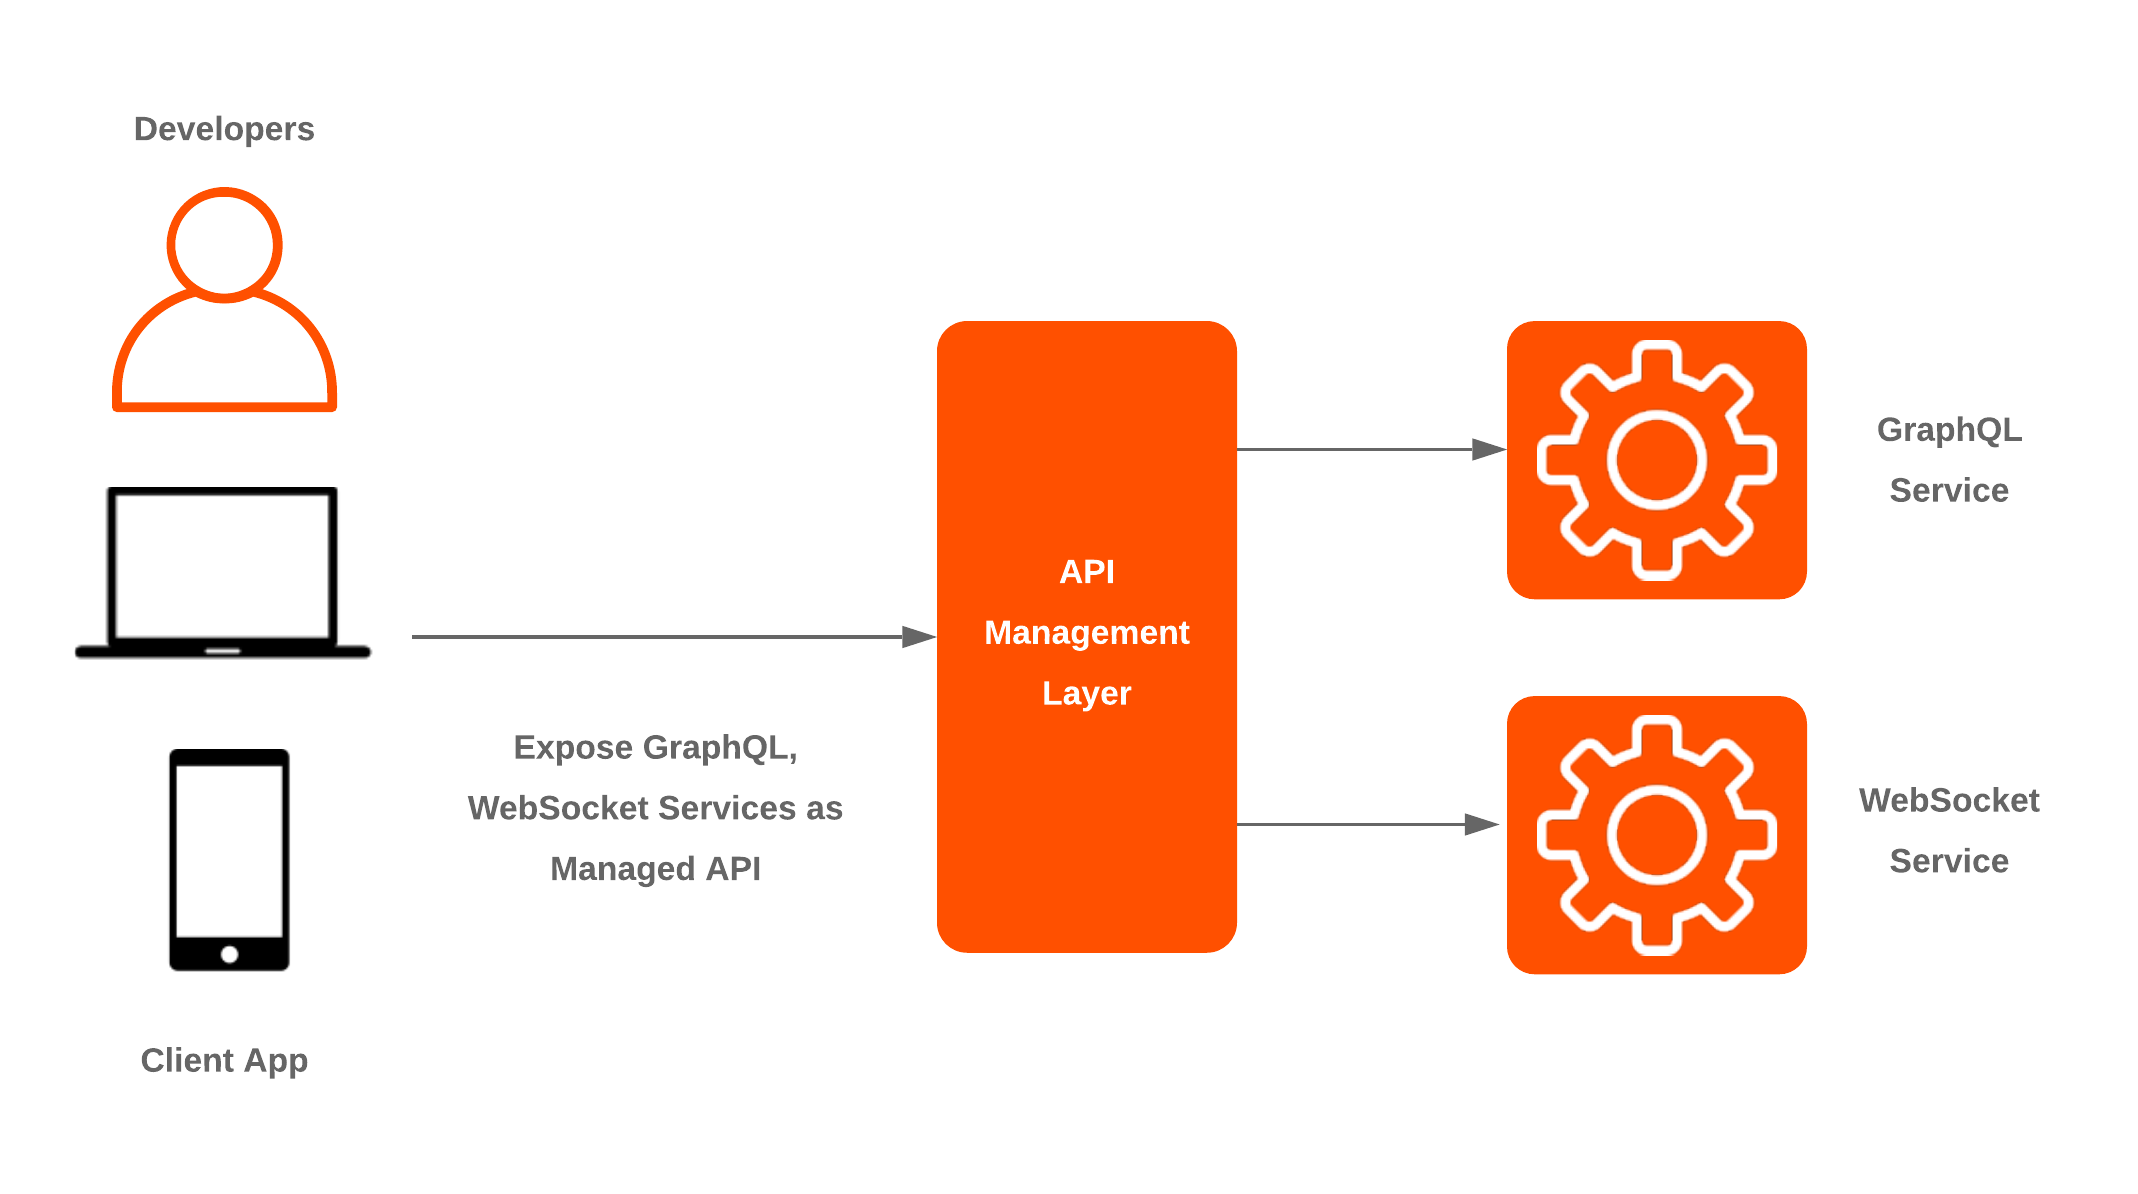 Developers
Client App
Expose GraphQL,
WebSocket Services as
Managed API
API
Management
Layer
GraphQL
Service
WebSocket
Service